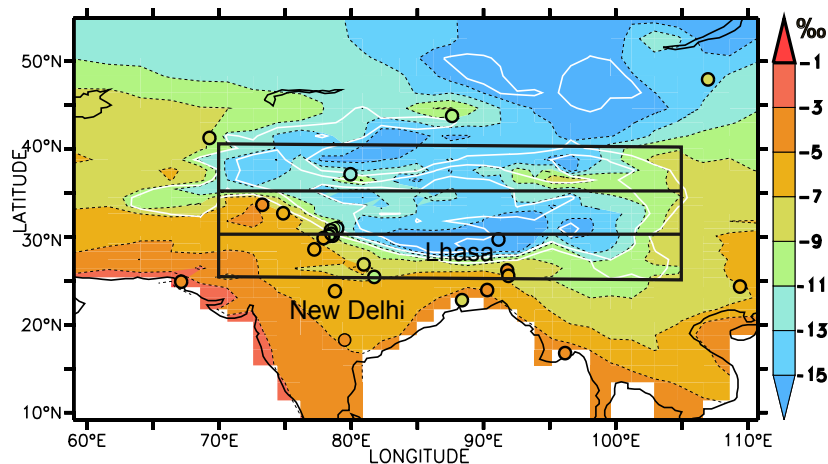 ‰
50°N
40°N
30°N
20°N
10°N
LATITUDE
Lhasa
New Delhi
-1
-3
-5
-7
-9
-11
-13
-15
60°E
70°E
80°E
90°E
100°E
110°E
LONGITUDE